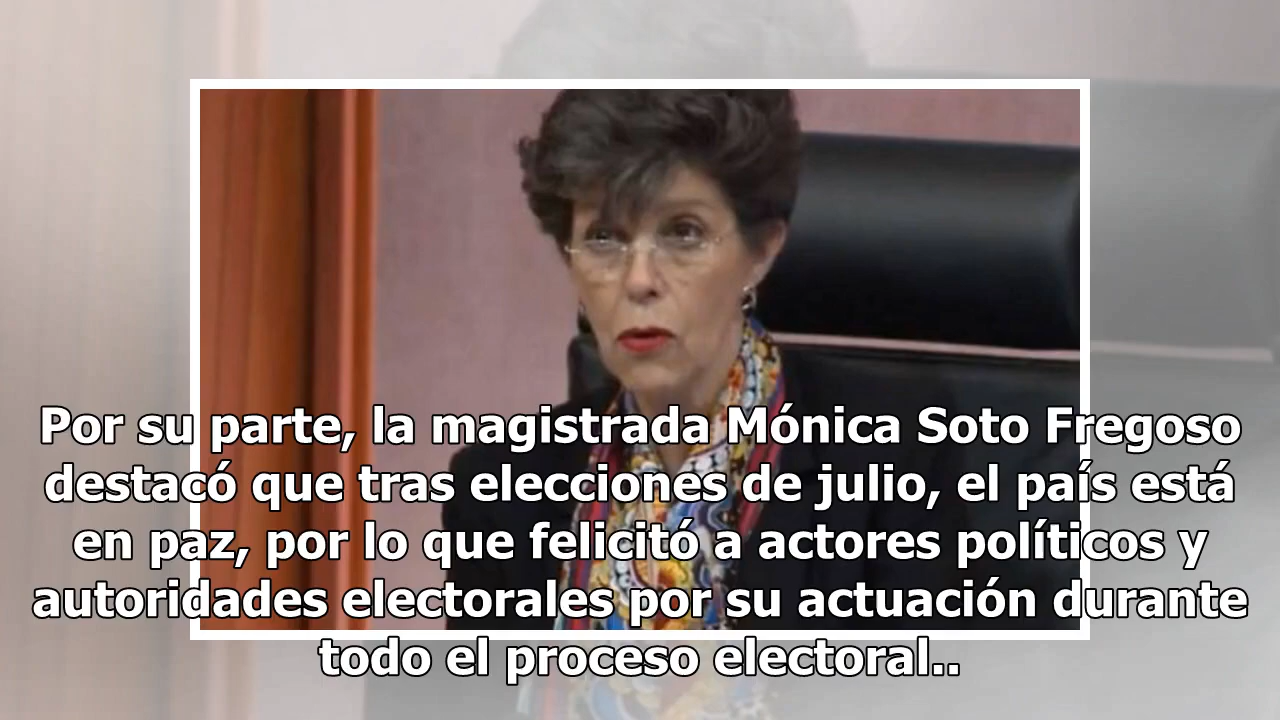 Por su parte, la magistrada Mónica Soto Fregoso
destacó que tras elecciones de julio, el país está
en paz, por lo que felicitó a actores políticos y
autoridades electorales por su actuación durante
todo el proceso electoral..